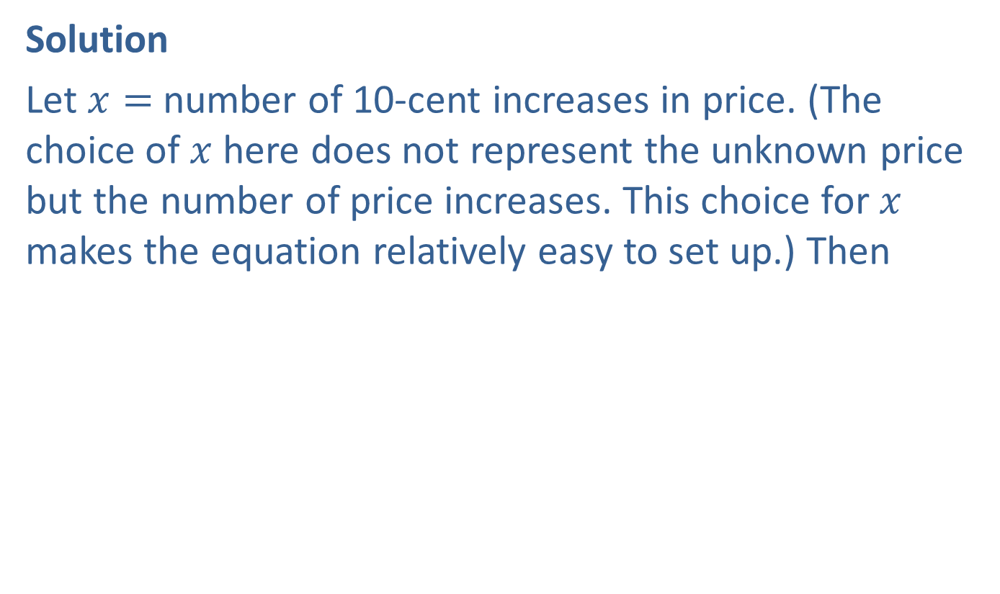 Solution
Let 𝑥 = number of 10-cent increases in price. (The
choice of 𝑥 here does not represent the unknown price
but the number of price increases. This choice for 𝑥
makes the equation relatively easy to set up.) Then